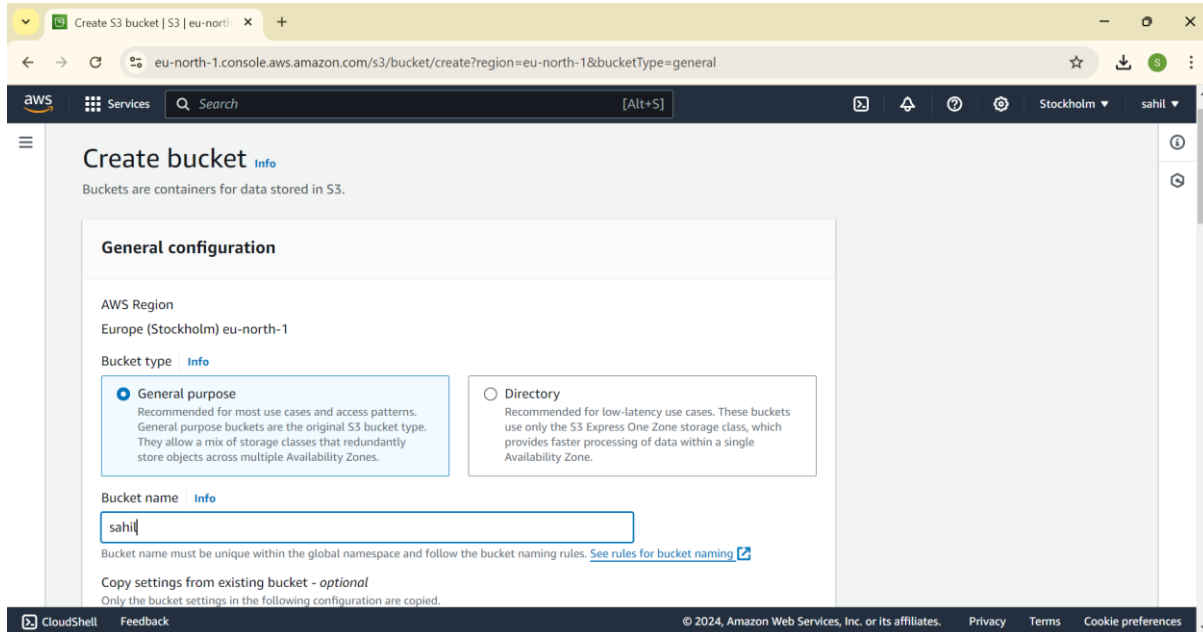 Create S3 bucket | S3 | eu-north
eu-north-1.console.aws.amazon.com/s3/bucket/create?region=eu-north-1&bucketType=general
S
aws Services Search [Alt+S] Stockholm sahil
Create bucket Info
Buckets are containers for data stored in S3.
General configuration
AWS Region
Europe (Stockholm) eu-north-1
Bucket type Info
General purpose
Recommended for most use cases and access patterns.
General purpose buckets are the original S3 bucket type.
They allow a mix of storage classes that redundantly
store objects across multiple Availability Zones.
Directory
Recommended for low-latency use cases. These buckets
use only the S3 Express One Zone storage class, which
provides faster processing of data within a single
Availability Zone.
Bucket name Info
sahil
Bucket name must be unique within the global namespace and follow the bucket naming rules. See rules for bucket naming
Copy settings from existing bucket - optional
Only the bucket settings in the following configuration are copied.
CloudShell Feedback © 2024, Amazon Web Services, Inc. or its affiliates. Privacy Terms Cookie preferences